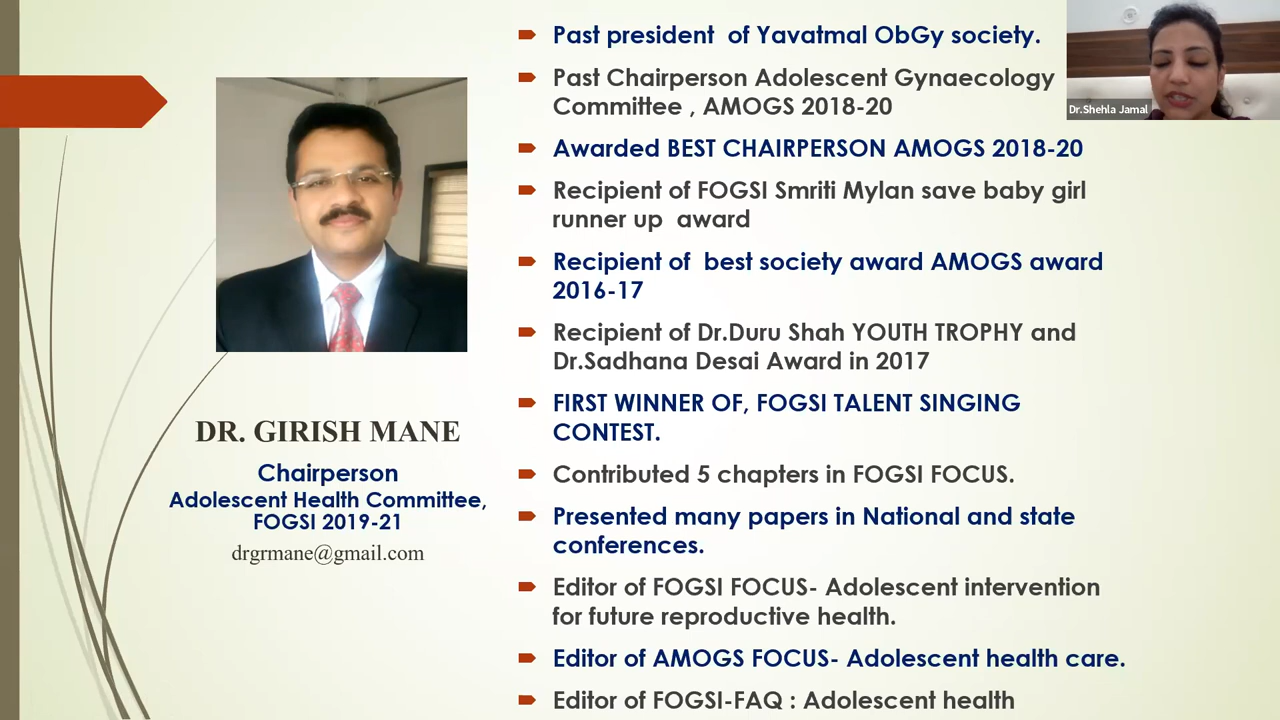 Past president of Yavatmal ObGy society.
Past Chairperson Adolescent Gynaecology
Committee , AMOGS 2018-20
Awarded BEST CHAIRPERSON AMOGS 2018-20
Recipient of FOGSI Smriti Mylan save baby girl
runner up award
Recipient of best society award AMOGS award
2016-17
Recipient of Dr.Duru Shah YOUTH TROPHY and
Dr.Sadhana Desai Award in 2017
FIRST WINNER OF, FOGSI TALENT SINGING
CONTEST.
Contributed 5 chapters in FOGSI FOCUS.
Presented many papers in National and state
conferences.
Editor of FOGSI FOCUS- Adolescent intervention
for future reproductive health.
Editor of AMOGS FOCUS- Adolescent health care.
Editor of FOGSI-FAQ : Adolescent health
DR. GIRISH MANE
Chairperson
Adolescent Health Committee,
FOGSI 2019-21
drgrmane@gmail.com
Dr.Shehla Jamal